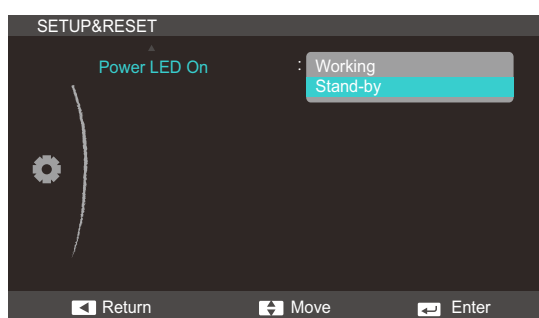 SETUP&RESET
Power LED On : Working
Stand-by
Return Move Enter